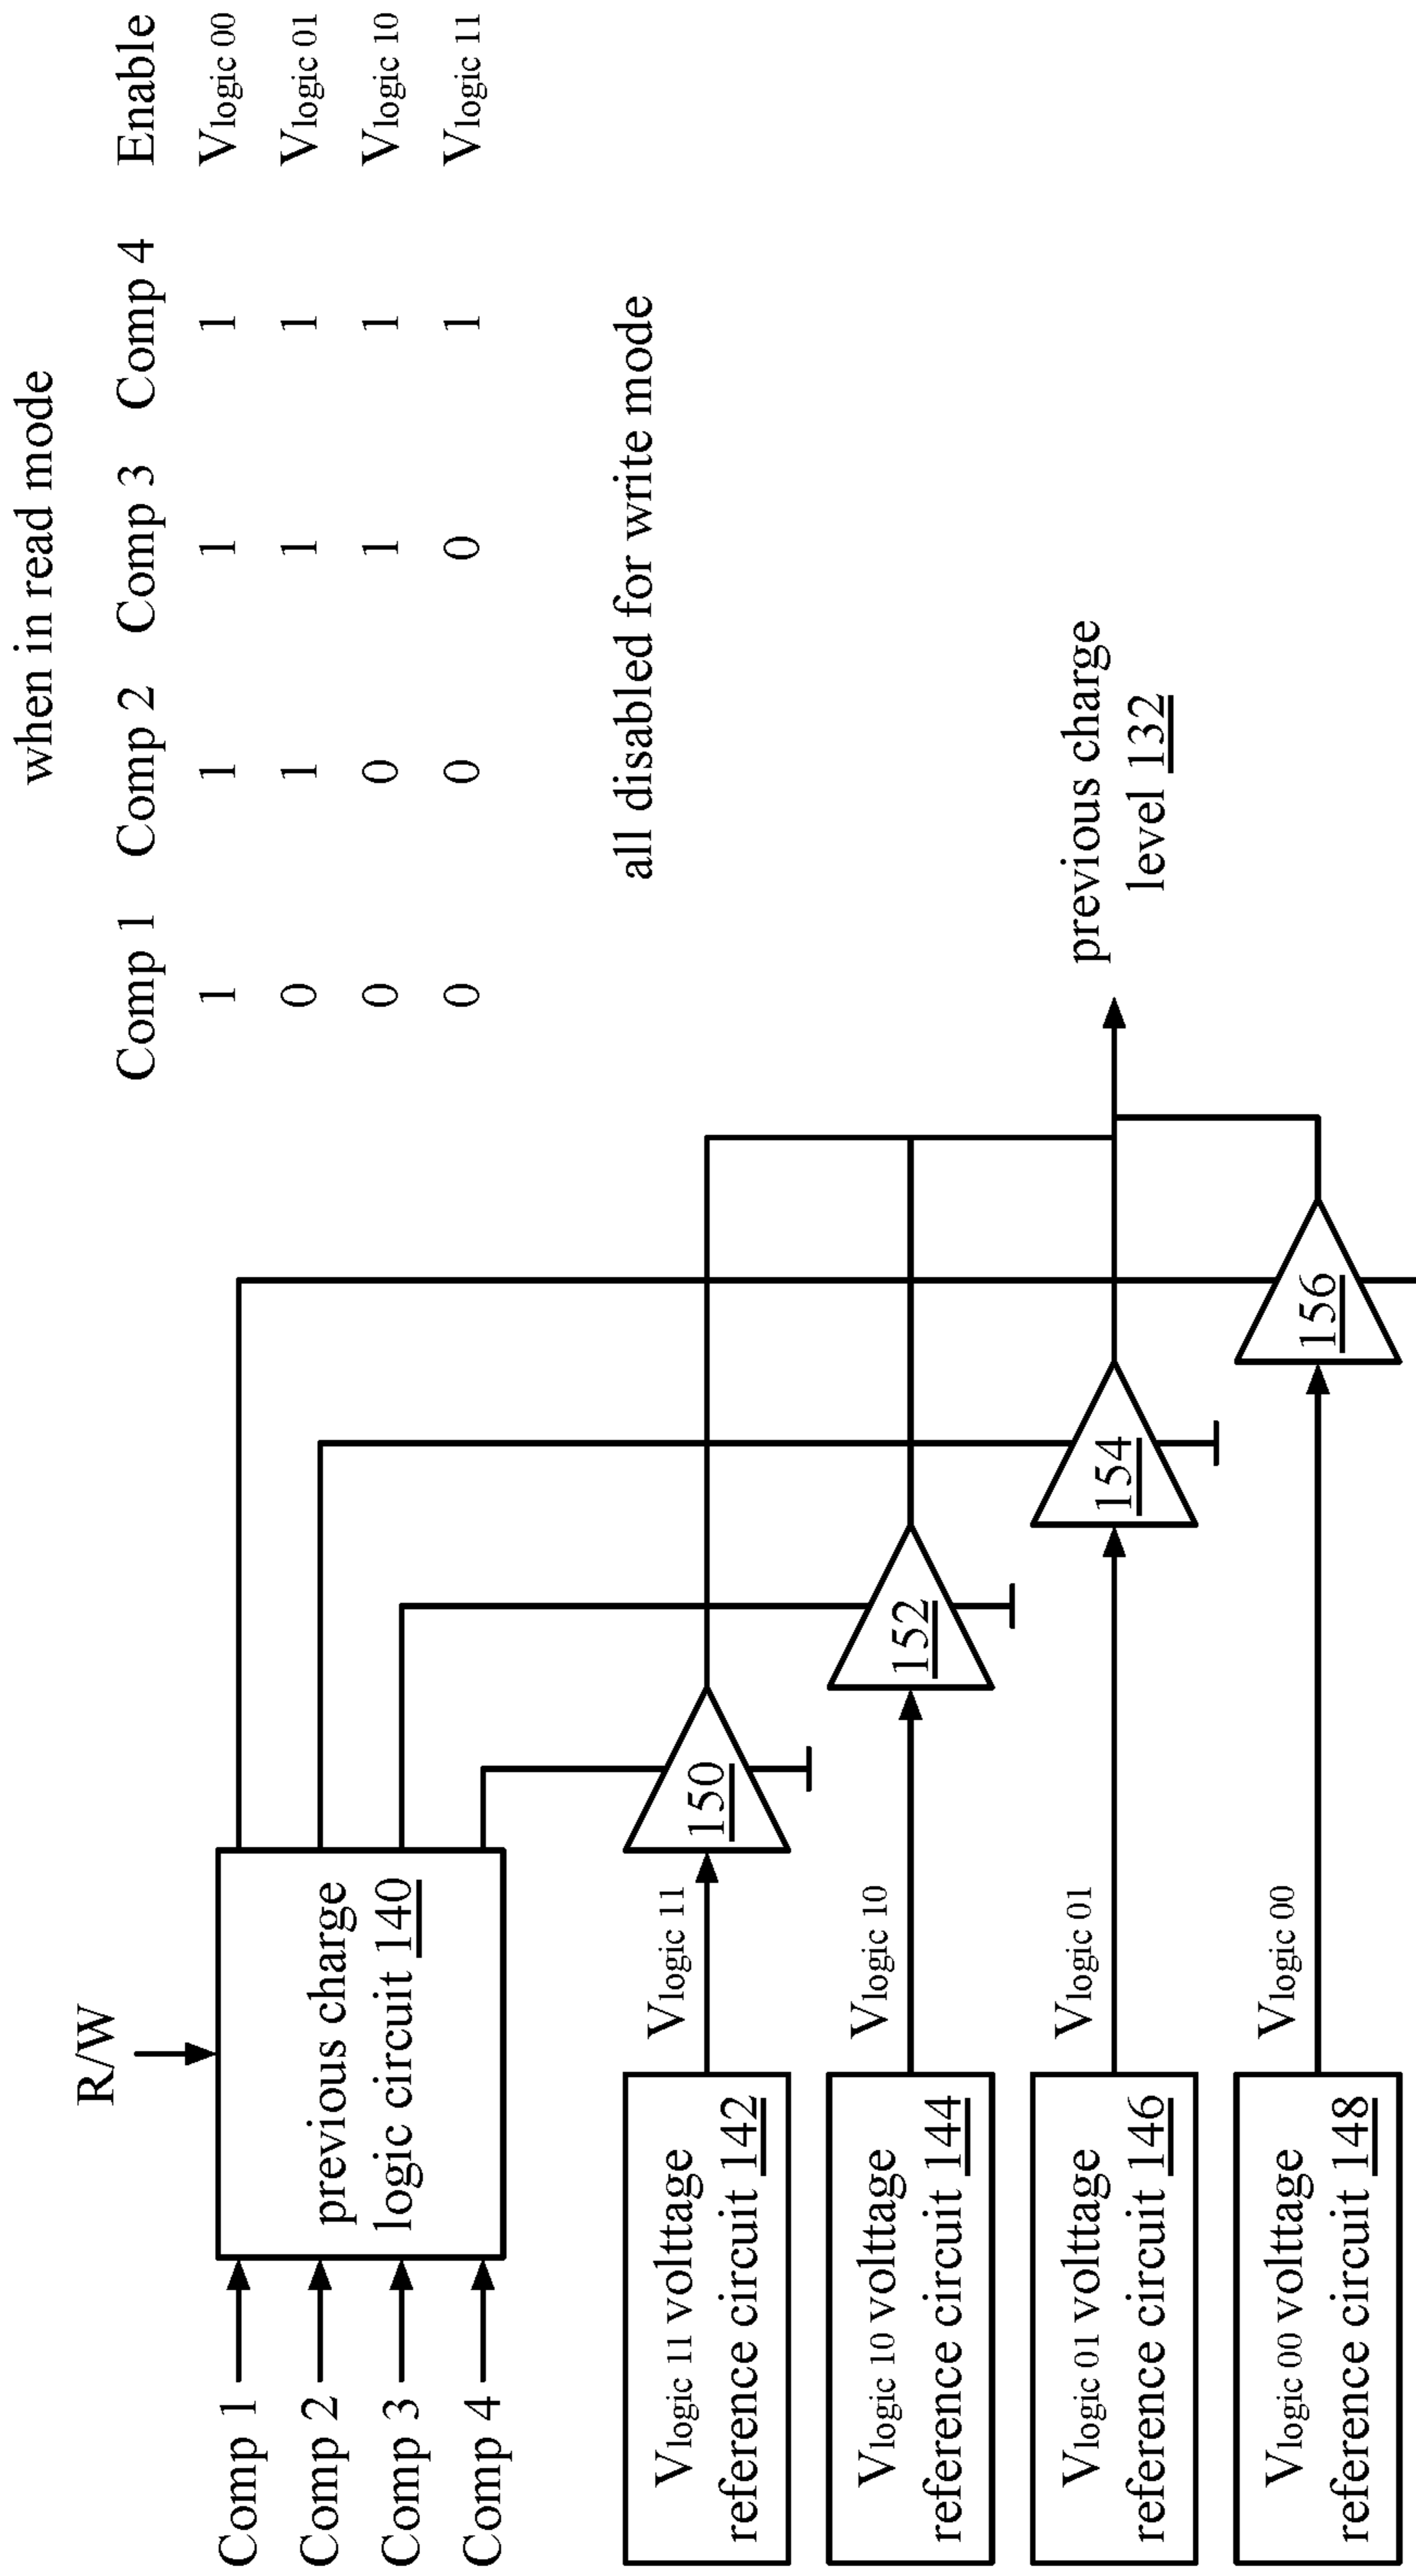 when in read mode
Comp 1 Comp 2 Comp 3 Comp 4 Enable
1 1 1 1 Vlogic 00
0 1 1 1 Vlogic 01
0 0 1 1 Vlogic 10
0 0 0 1 Vlogic 11
all disabled for write mode
R/W
Comp 1
Comp 2
Comp 3
Comp 4
previous charge
logic circuit 140
Vlogic 11 volttage
reference circuit 142
Vlogic 11
150
Vlogic 10 volttage
reference circuit 144
Vlogic 10
152
Vlogic 01 volttage
reference circuit 146
Vlogic 01
154
previous charge
level 132
Vlogic 00 volttage
reference circuit 148
Vlogic 00
156